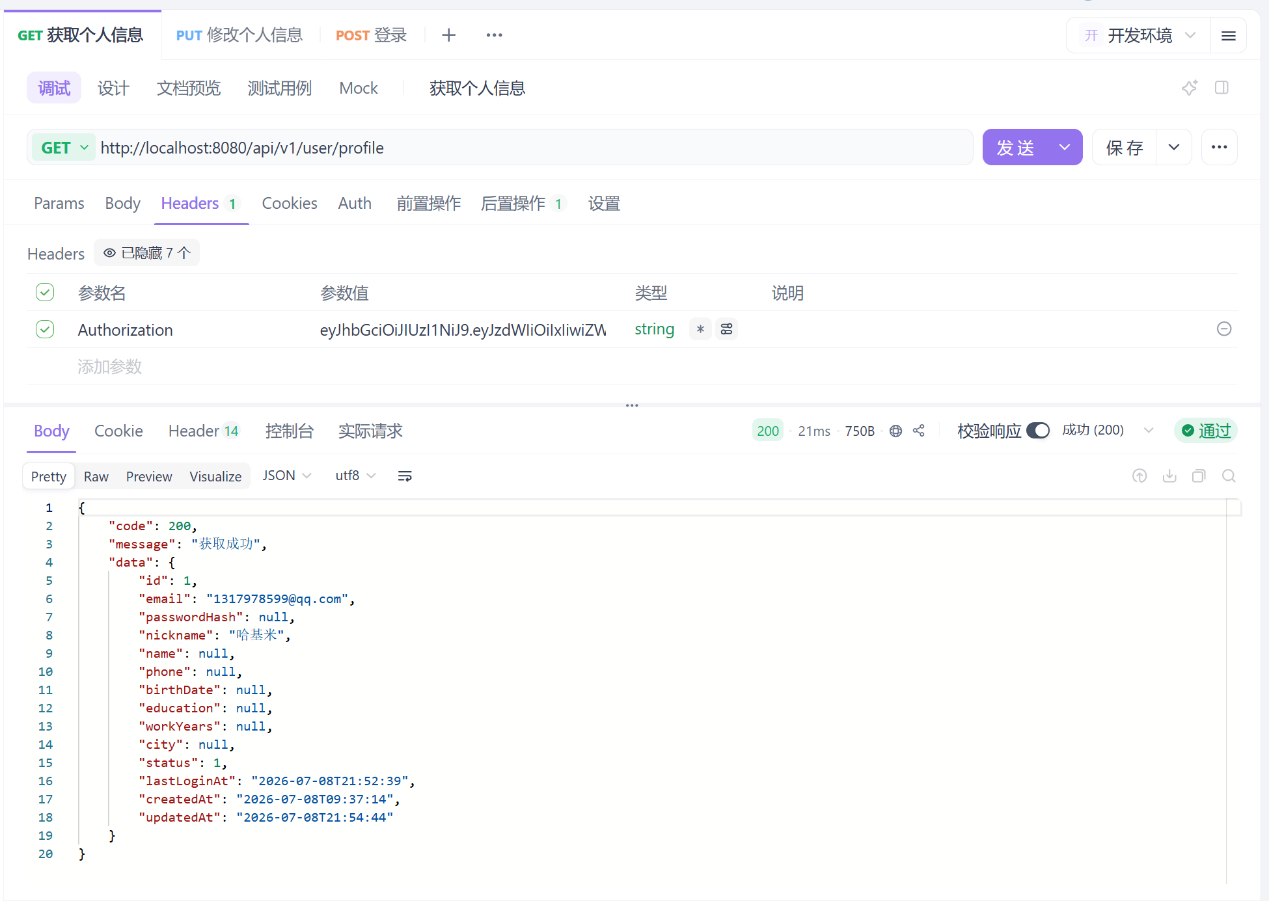 GET 获取个人信息 PUT 修改个人信息 POST 登录 + ••• 开 开发环境
调试 设计 文档预览 测试用例 Mock 获取个人信息
GET http://localhost:8080/api/v1/user/profile 发 送 保 存 •••
Params Body Headers 1 Cookies Auth 前置操作 后置操作 1 设置
Headers 已隐藏 7 个
参数名 参数值 类型 说明
Authorization eyJhbGciOiJIUzI1NiJ9.eyJzdWIiOiIxIiwiZW string *
添加参数
Body Cookie Header 14 控制台 实际请求 200 · 21ms · 750B 校验响应 成功 (200) 通过
Pretty Raw Preview Visualize JSON utf8
1 {
2 "code": 200,
3 "message": "获取成功",
4 "data": {
5 "id": 1,
6 "email": "1317978599@qq.com",
7 "passwordHash": null,
8 "nickname": "哈基米",
9 "name": null,
10 "phone": null,
11 "birthDate": null,
12 "education": null,
13 "workYears": null,
14 "city": null,
15 "status": 1,
16 "lastLoginAt": "2026-07-08T21:52:39",
17 "createdAt": "2026-07-08T09:37:14",
18 "updatedAt": "2026-07-08T21:54:44"
19 }
20 }